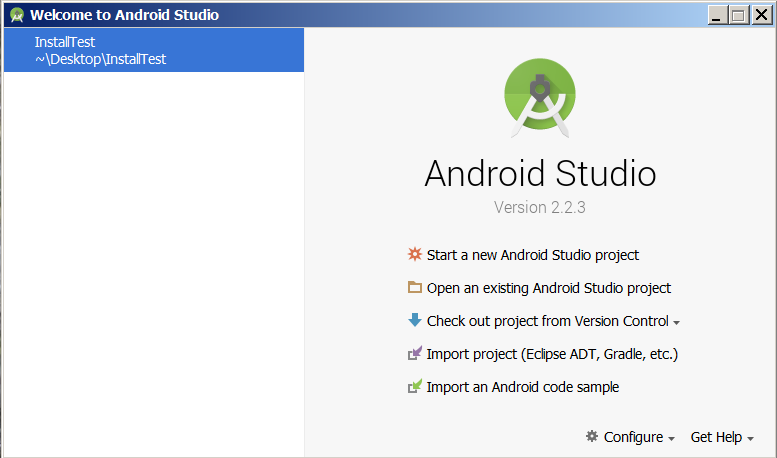 Welcome to Android Studio
InstallTest
~\Desktop\InstallTest
Android Studio
Version 2.2.3
Start a new Android Studio project
Open an existing Android Studio project
Check out project from Version Control
Import project (Eclipse ADT, Gradle, etc.)
Import an Android code sample
Configure Get Help